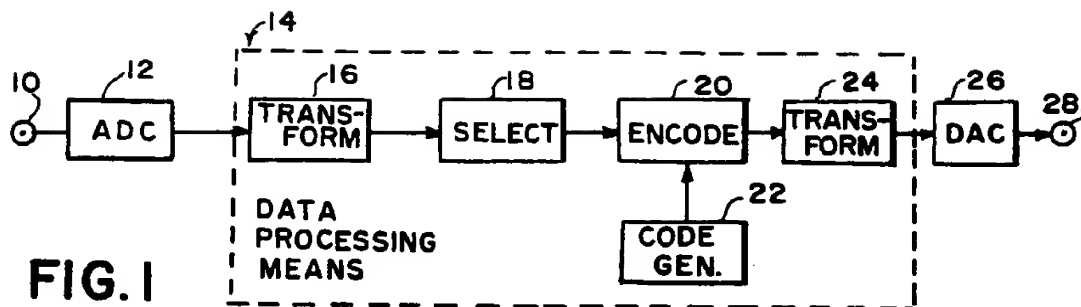 14
10
12
16
18
20
24
26
28
ADC
TRANS-
FORM
SELECT
ENCODE
TRANS-
FORM
DAC
22
CODE
GEN.
DATA
PROCESSING
MEANS
FIG. 1